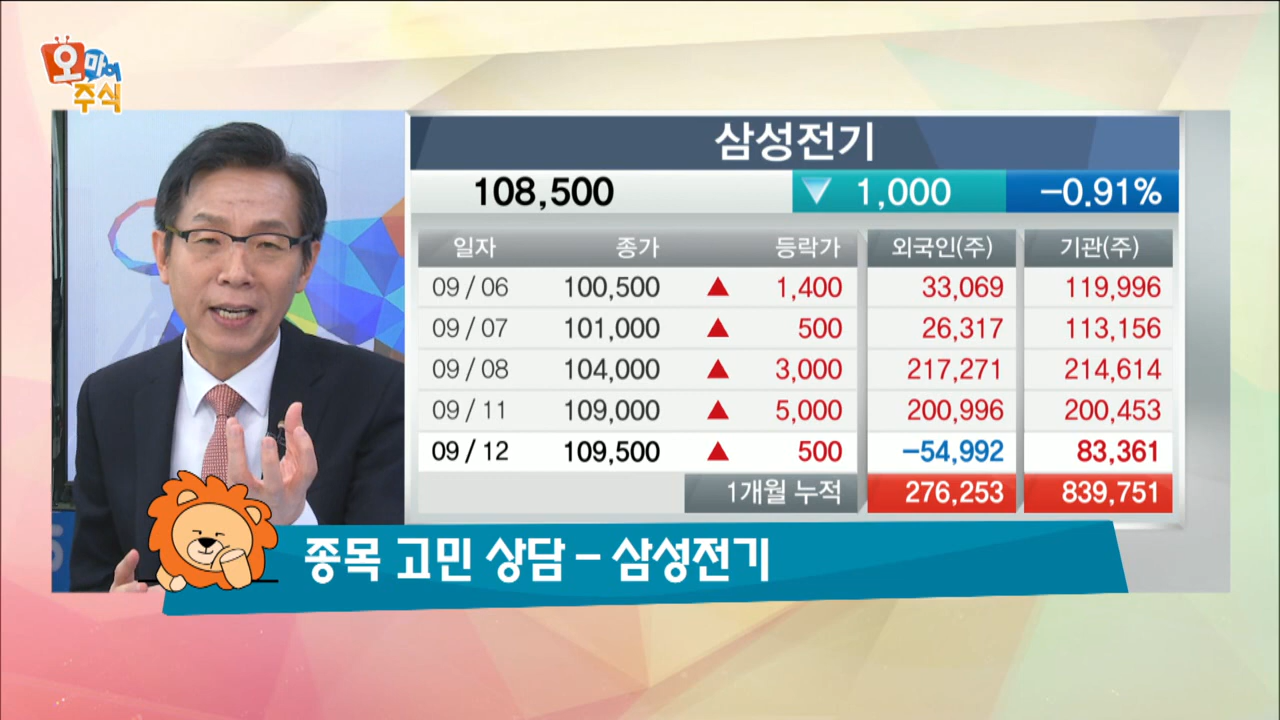 오마이
주식
삼성전기
108,500 ▼ 1,000 -0.91%
일자 종가 등락가 외국인(주) 기관(주)
09/06 100,500 ▲ 1,400 33,069 119,996
09/07 101,000 ▲ 500 26,317 113,156
09/08 104,000 ▲ 3,000 217,271 214,614
09/11 109,000 ▲ 5,000 200,996 200,453
09/12 109,500 ▲ 500 -54,992 83,361
1개월 누적 276,253 839,751
종목 고민 상담 - 삼성전기